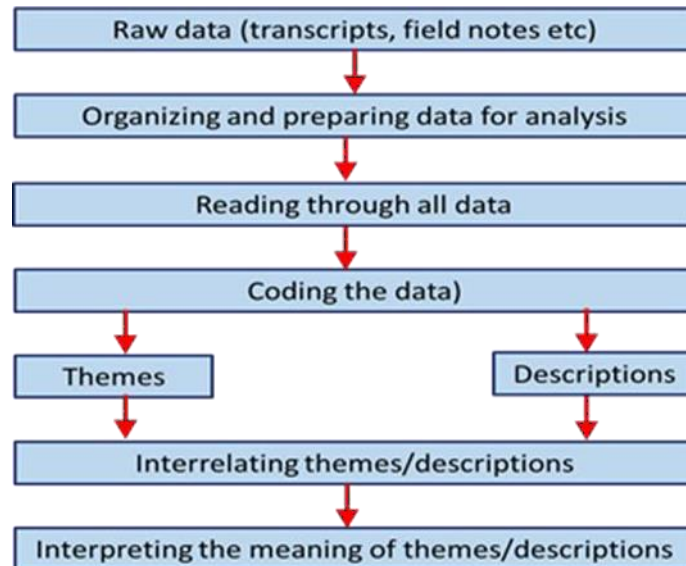 Raw data (transcripts, field notes etc)
Organizing and preparing data for analysis
Reading through all data
Coding the data)
Themes
Descriptions
Interrelating themes/descriptions
Interpreting the meaning of themes/descriptions